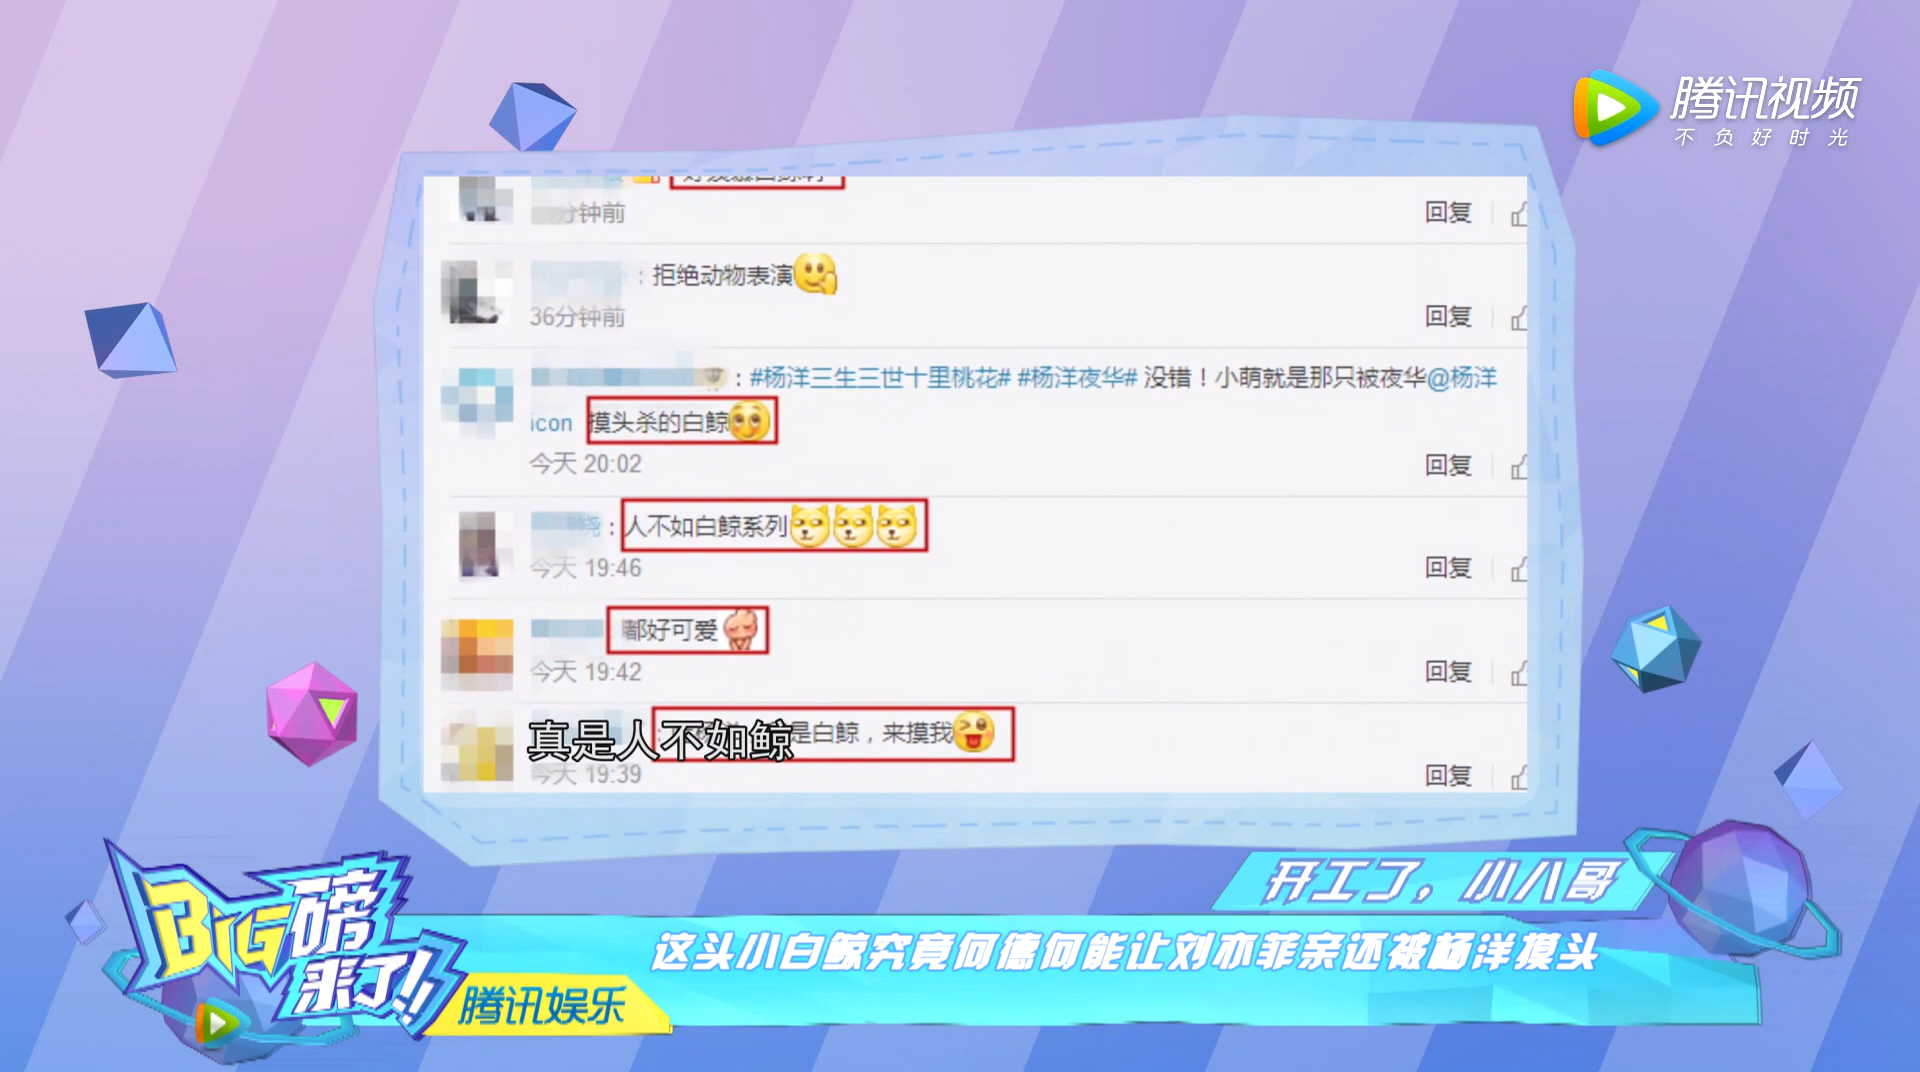 腾讯视频
不负好时光
分钟前
回复
：拒绝动物表演
36分钟前
回复
：#杨洋三生三世十里桃花# #杨洋夜华# 没错！小萌就是那只被夜华@杨洋
icon 摸头杀的白鲸
今天 20:02
回复
：人不如白鲸系列
今天 19:46
回复
嘟好可爱
今天 19:42
回复
是白鲸，来摸我
真是人不如鲸
今天 19:39
回复
开工了，小八哥
这头小白鲸究竟何德何能让刘亦菲亲还被杨洋摸头
BIG磅
来了!!
腾讯娱乐